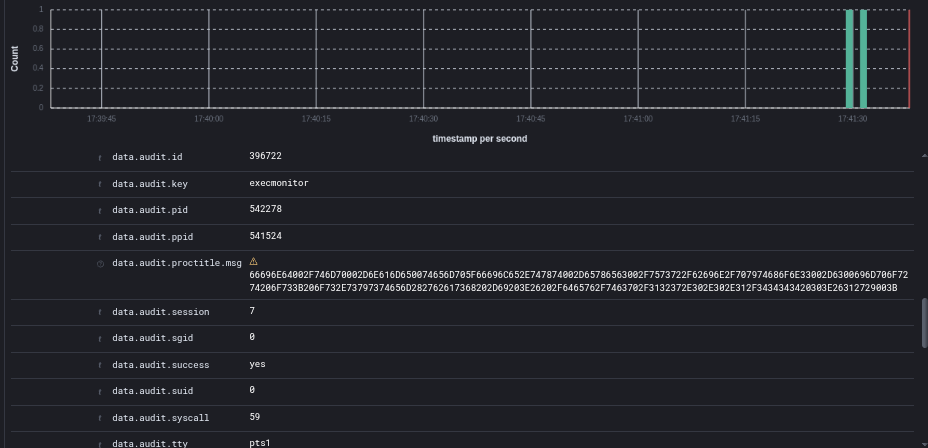 1
0.8
0.6
0.4
0.2
0
Count
17:39:45 17:40:00 17:40:15 17:40:30 17:40:45 17:41:00 17:41:15 17:41:30
timestamp per second
t data.audit.id 396722
t data.audit.key execmonitor
t data.audit.pid 542278
t data.audit.ppid 541524
data.audit.proctitle.msg
66696E64002F746D70002D6E616D650074656D705F66696C652E747874002D65786563002F7573722F62696E2F707974686F6E33002D6300696D706F72
74206F733B206F732E73797374656D282762617368202D69203E26202F6465762F7463702F3132372E302E302E312F3434343420303E26312729003B
t data.audit.session 7
t data.audit.sgid 0
t data.audit.success yes
t data.audit.suid 0
t data.audit.syscall 59
t data.audit.tty pts1